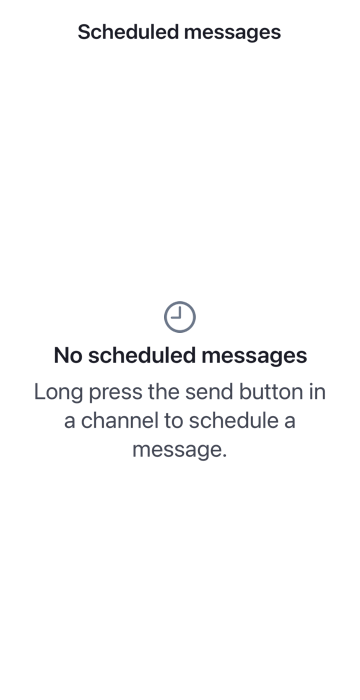 Scheduled messages
No scheduled messages
Long press the send button in
a channel to schedule a
message.